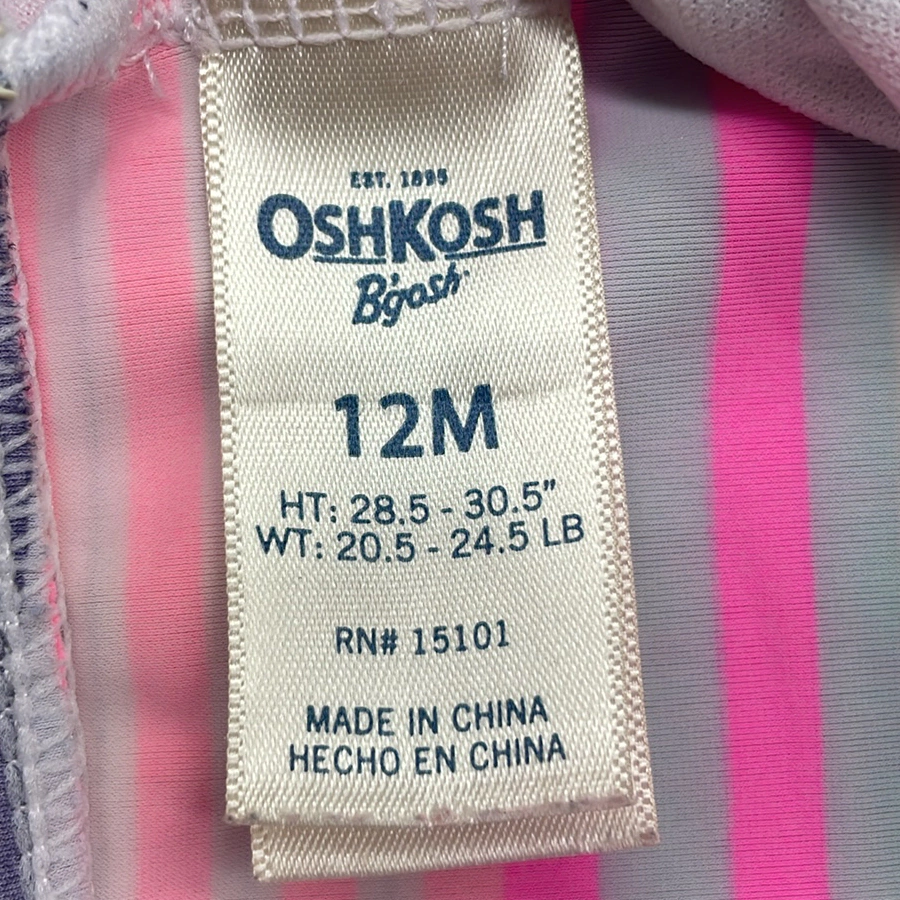 EST. 1895
OSHKOSH
B'gosh
12M
HT: 28.5 - 30.5"
WT: 20.5 - 24.5 LB
RN# 15101
MADE IN CHINA
HECHO EN CHINA